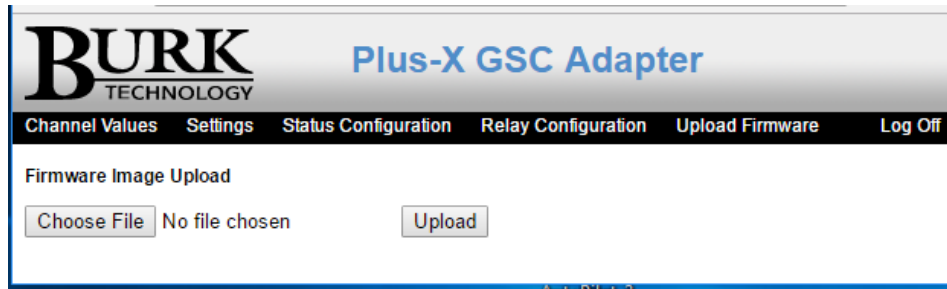 BURK
TECHNOLOGY
Plus-X GSC Adapter
Channel Values Settings Status Configuration Relay Configuration Upload Firmware Log Off
Firmware Image Upload
Choose File No file chosen Upload